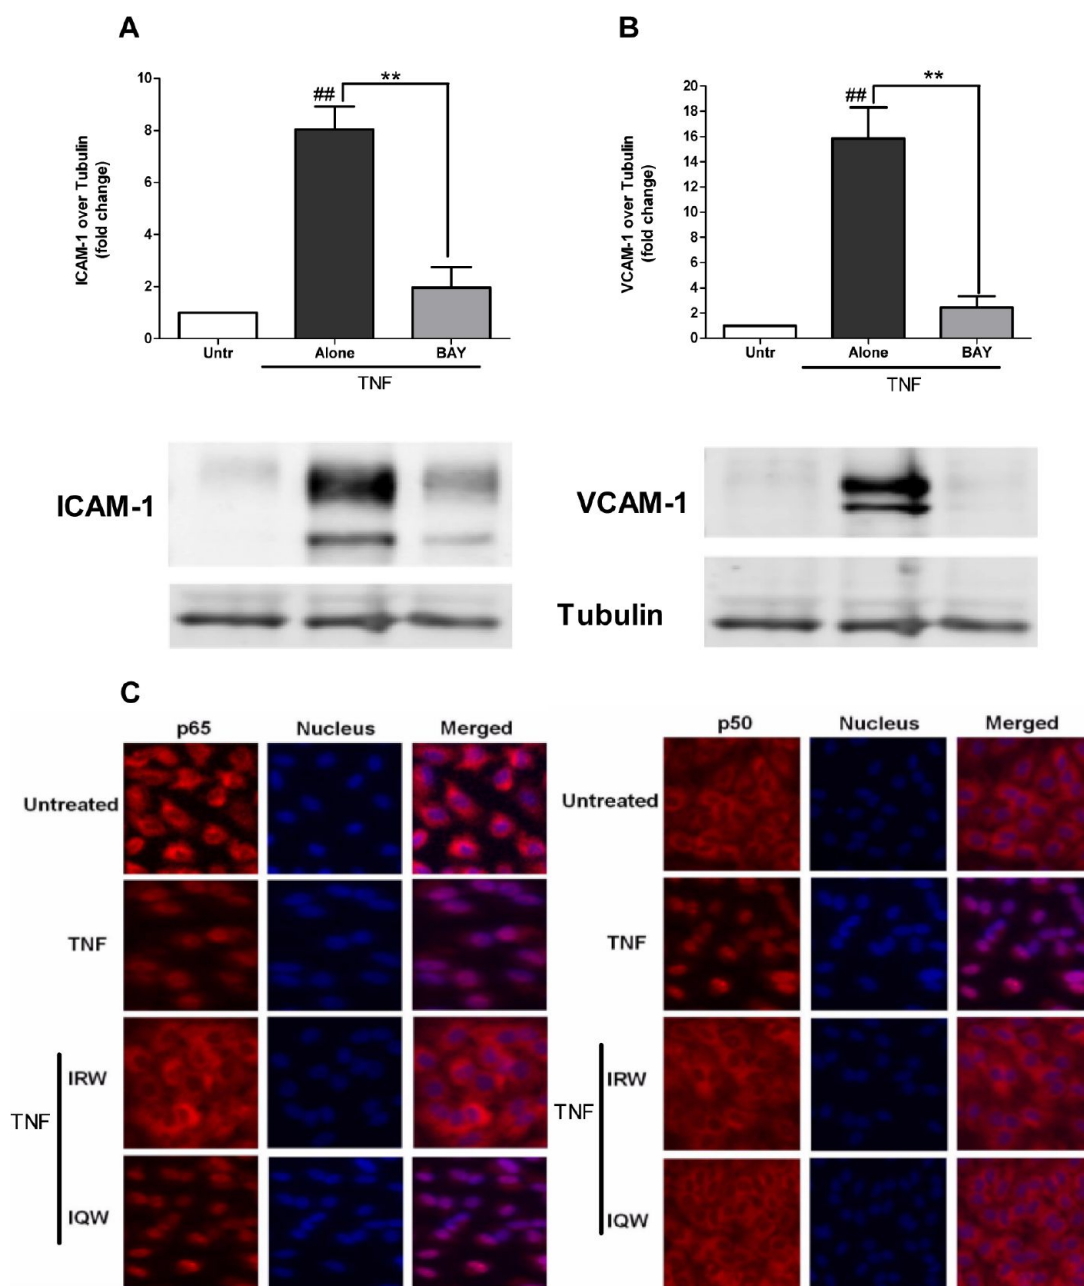 A
10
8
6
4
2
0
ICAM-1 over Tubulin
(fold change)
##
**
Untr
Alone
BAY
TNF
B
20
18
16
14
12
10
8
6
4
2
0
VCAM-1 over Tubulin
(fold change)
##
**
Untr
Alone
BAY
TNF
ICAM-1
VCAM-1
Tubulin
C
p65
Nucleus
Merged
Untreated
TNF
TNF
IRW
IQW
p50
Nucleus
Merged
Untreated
TNF
TNF
IRW
IQW